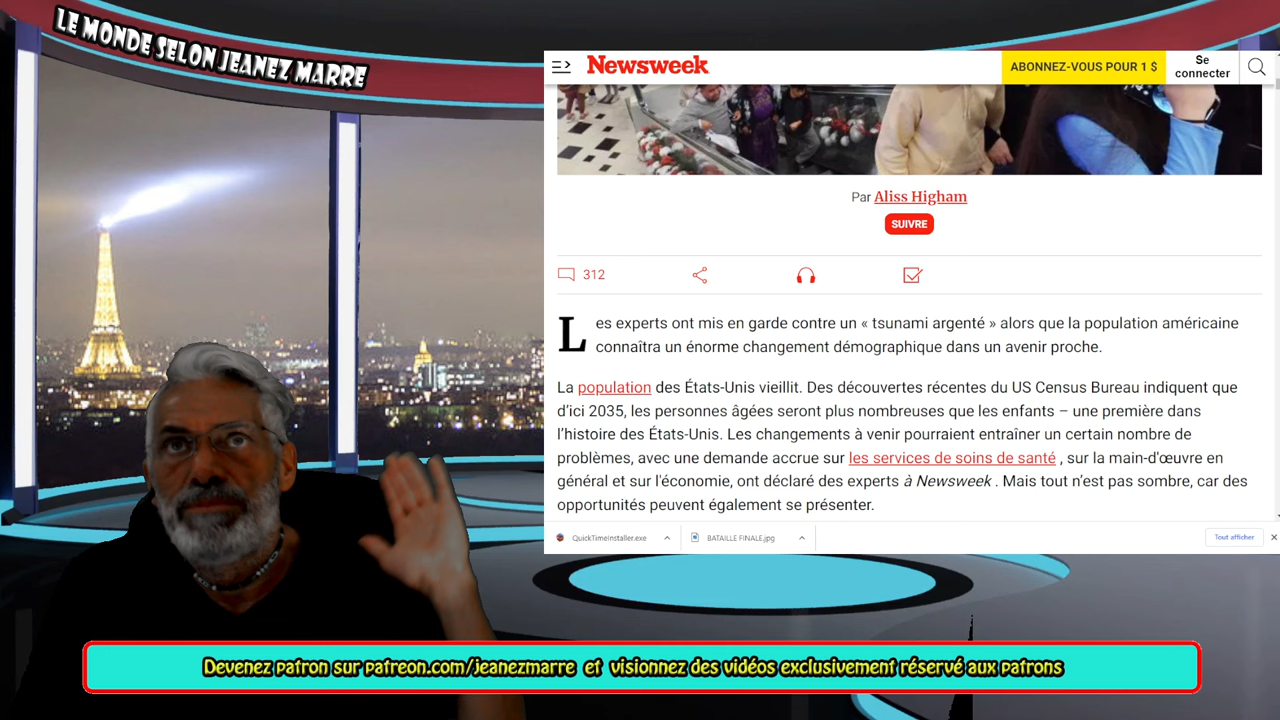 LE MONDE SELON JEANEZ MARRE
Newsweek
ABONNEZ-VOUS POUR 1 $
Se
connecter
Par Aliss Higham
SUIVRE
312
Les experts ont mis en garde contre un « tsunami argenté » alors que la population américaine
connaîtra un énorme changement démographique dans un avenir proche.
La population des États-Unis vieillit. Des découvertes récentes du US Census Bureau indiquent que
d'ici 2035, les personnes âgées seront plus nombreuses que les enfants – une première dans
l'histoire des États-Unis. Les changements à venir pourraient entraîner un certain nombre de
problèmes, avec une demande accrue sur les services de soins de santé , sur la main-d'œuvre en
général et sur l'économie, ont déclaré des experts à Newsweek . Mais tout n'est pas sombre, car des
opportunités peuvent également se présenter.
QuickTimeInstaller.exe
BATAILLE FINALE.jpg
Tout afficher
Devenez patron sur patreon.com/jeanezmarre et visionnez des vidéos exclusivement réservé aux patrons